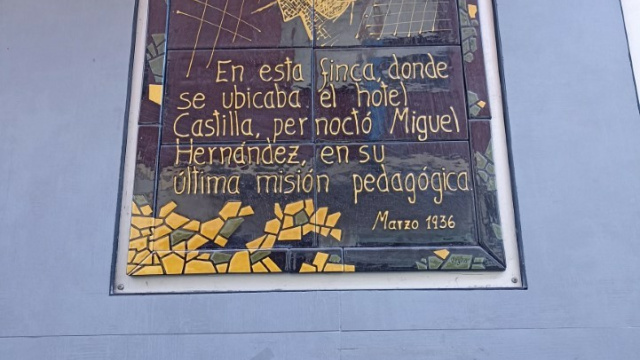 En esta finca, donde
se ubicaba el hotel
Castilla, pernoctó Miguel
Hernández, en su
última misión pedagógica
Marzo 1936